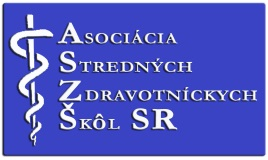 Asociácia
Stredných
Zdravotníckych
Škôl SR